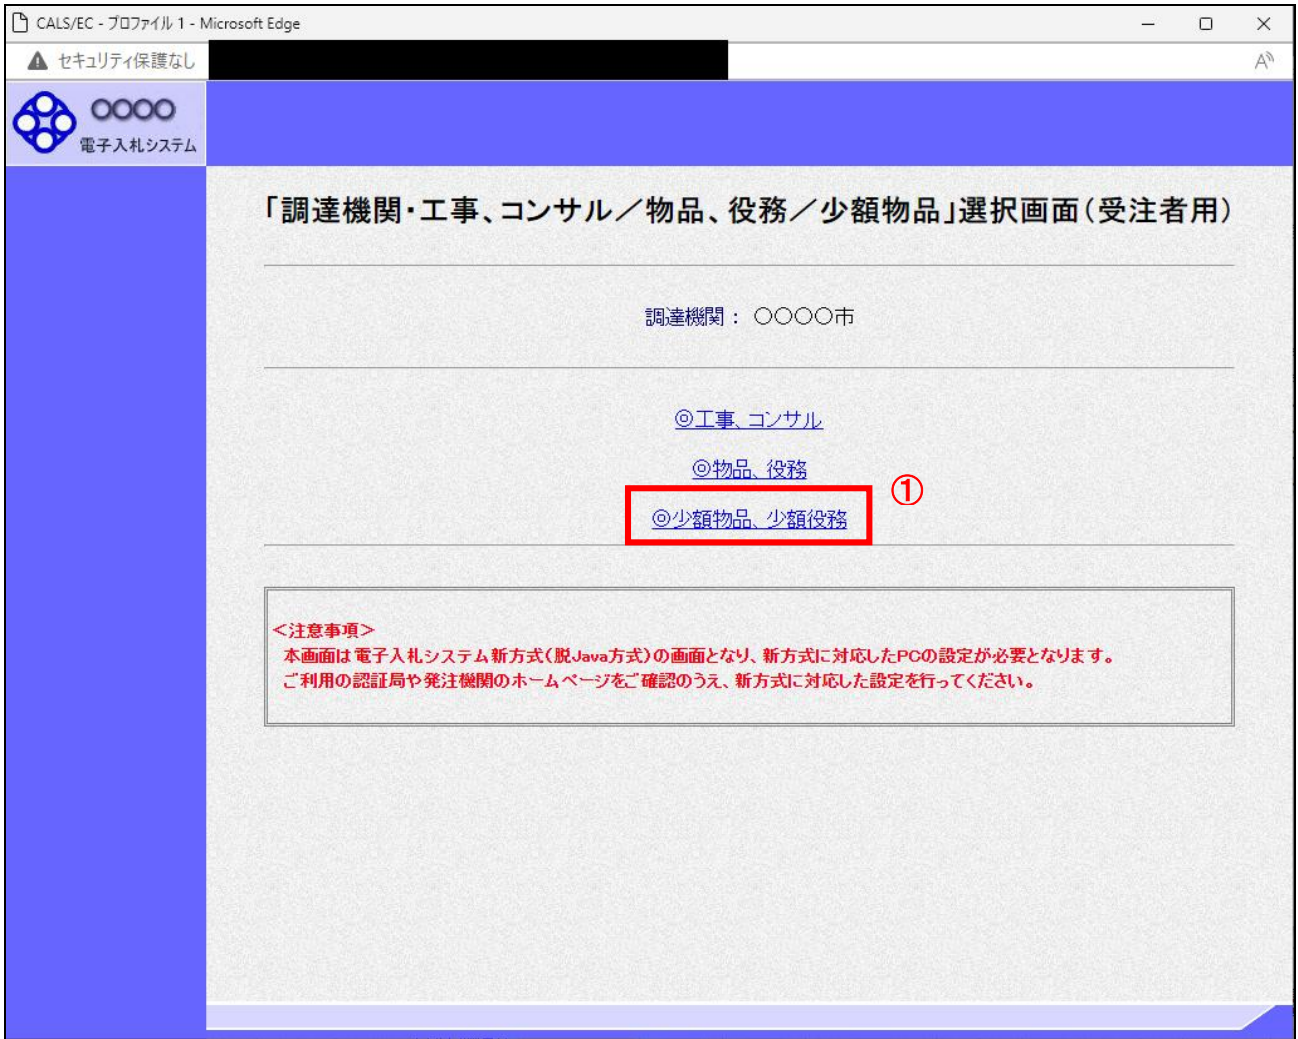 CALS/EC - プロファイル 1 - Microsoft Edge
セキュリティ保護なし
A
○○○○
電子入札システム
「調達機関・工事、コンサル／物品、役務／少額物品」選択画面（受注者用）
調達機関： ○○○○市
◎工事、コンサル
◎物品、役務
①
◎少額物品、少額役務
＜注意事項＞
本画面は電子入札システム新方式（脱Java方式）の画面となり、新方式に対応したPCの設定が必要となります。
ご利用の認証局や発注機関のホームページをご確認のうえ、新方式に対応した設定を行ってください。